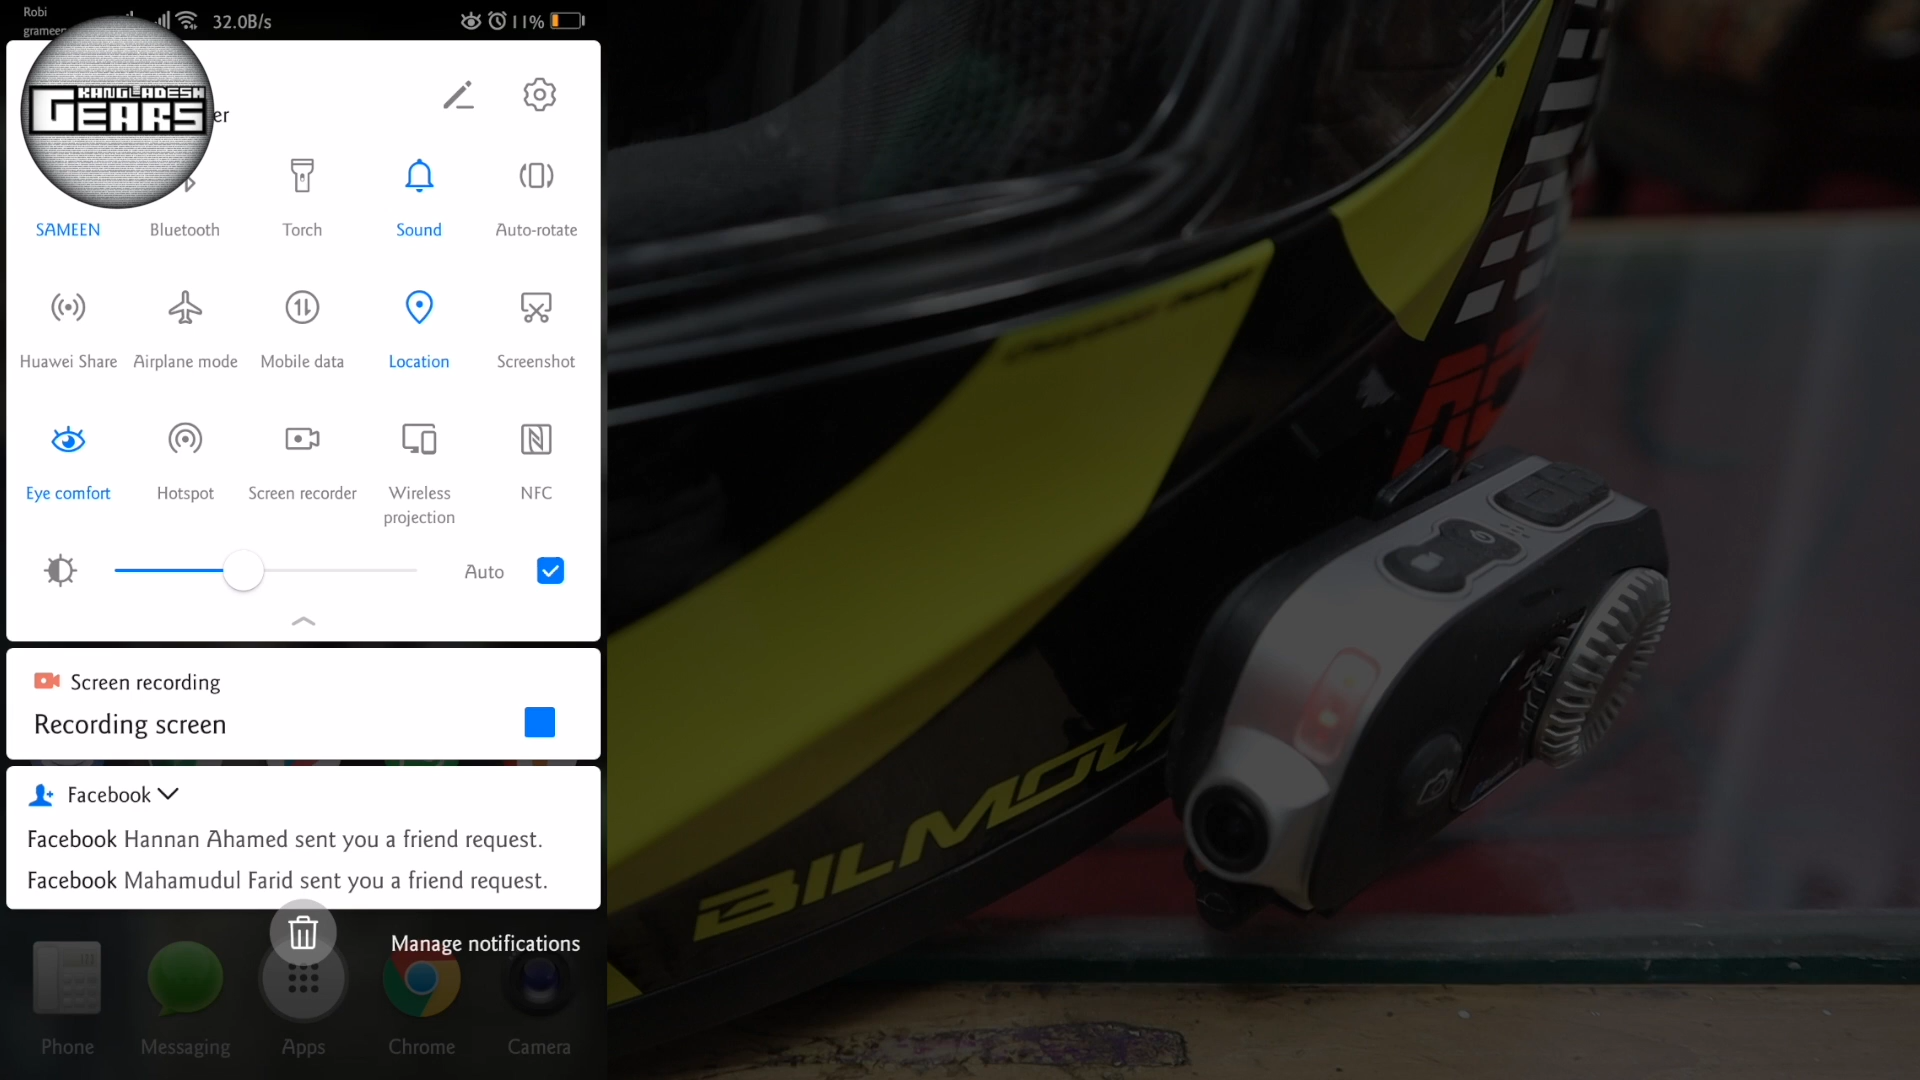 Robi
32.0B/s
11%
KANGLADESH
GEARS
er
SAMEEN
Bluetooth
Torch
Sound
Auto-rotate
Huawei Share
Airplane mode
Mobile data
Location
Screenshot
Eye comfort
Hotspot
Screen recorder
Wireless
projection
NFC
Auto
Screen recording
Recording screen
Facebook
Facebook Hannan Ahamed sent you a friend request.
Facebook Mahamudul Farid sent you a friend request.
Manage notifications
Phone
Messaging
Apps
Chrome
Camera
BILMOLA